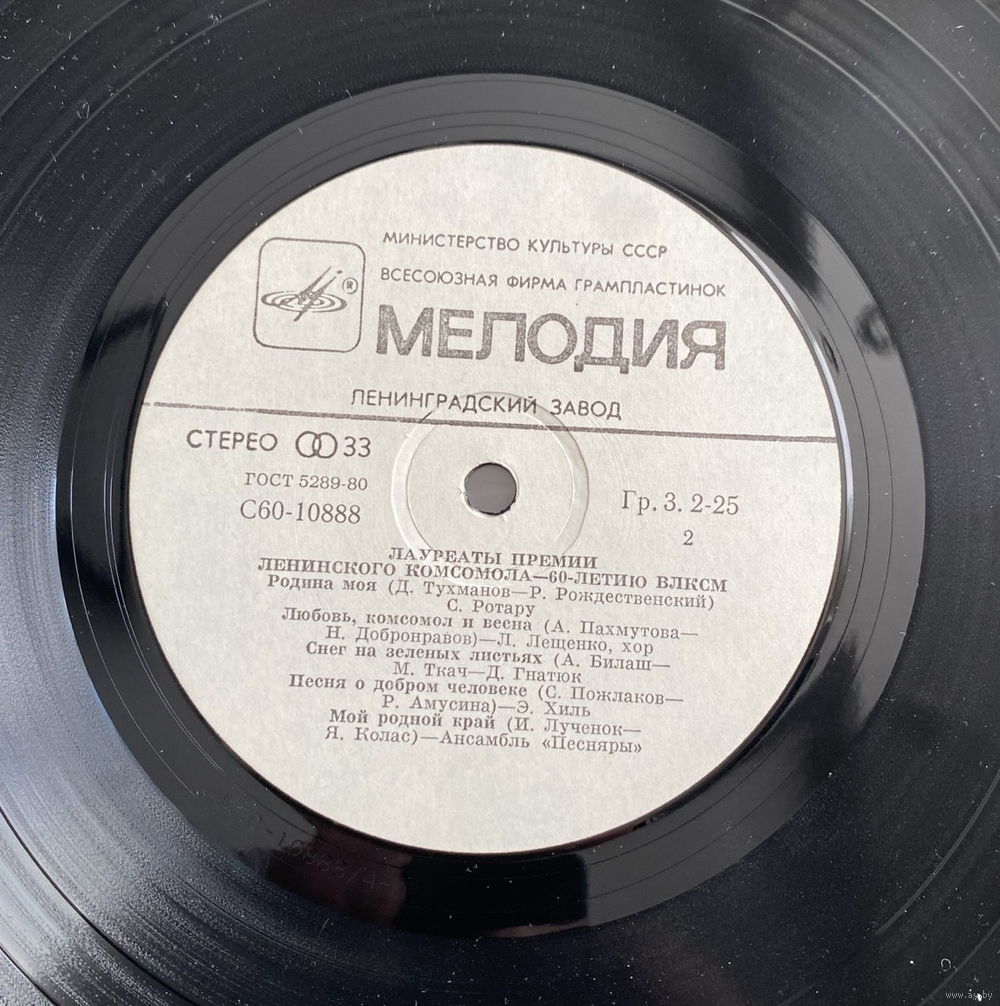 МИНИСТЕРСТВО КУЛЬТУРЫ СССР
ВСЕСОЮЗНАЯ ФИРМА ГРАМПЛАСТИНОК
®
МЕЛОДИЯ
ЛЕНИНГРАДСКИЙ ЗАВОД
СТЕРЕО 33
ГОСТ 5289-80
С60-10888
Гр. 3. 2-25
2
ЛАУРЕАТЫ ПРЕМИИ
ЛЕНИНСКОГО КОМСОМОЛА—60-ЛЕТИЮ ВЛКСМ
Родина моя (Д. Тухманов—Р. Рождественский)
С. Ротару
Любовь, комсомол и весна (А. Пахмутова—
Н. Добронравов)—Л. Лещенко, хор
Снег на зеленых листьях (А. Билаш—
М. Ткач—Д. Гнатюк
Песня о добром человеке (С. Пожлаков—
Р. Амусина)—Э. Хиль
Мой родной край (И. Лученок—
Я. Колас)—Ансамбль «Песняры»
www.ay.by